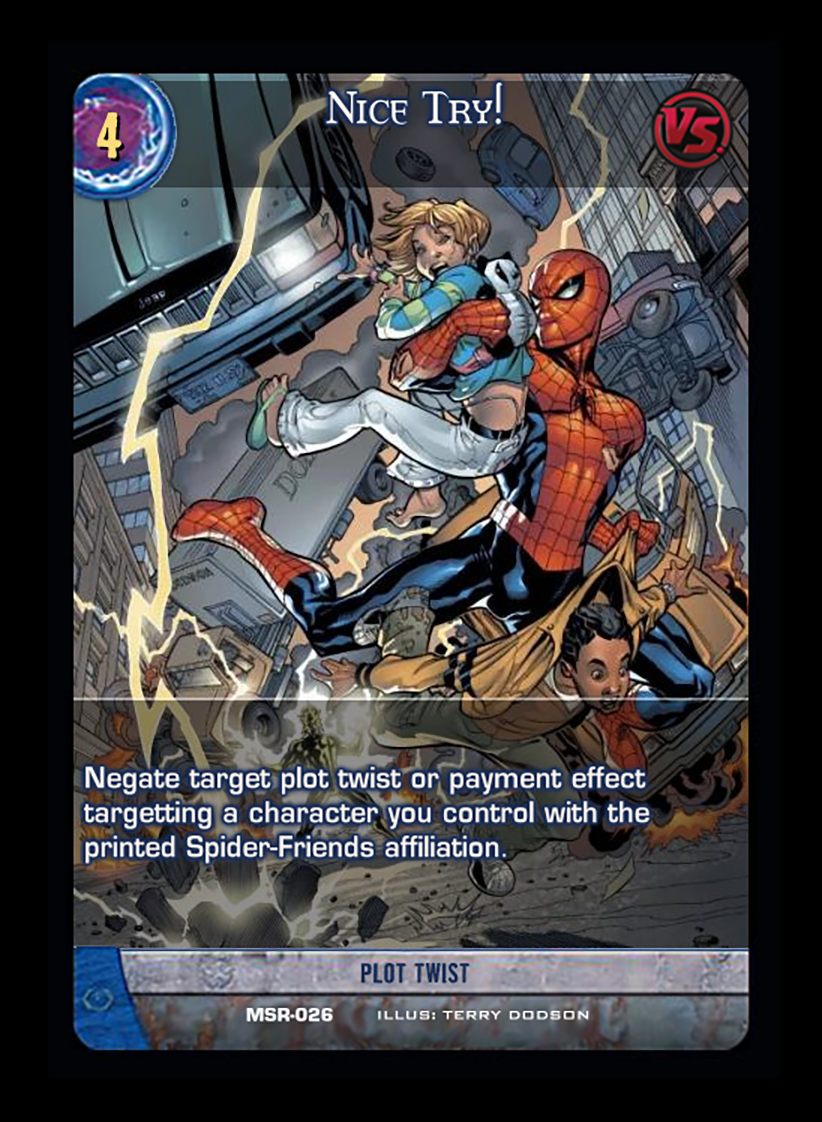 4
Nice Try!
VS.
Jeep
Negate target plot twist or payment effect
targetting a character you control with the
printed Spider-Friends affiliation.
PLOT TWIST
MSR-026 ILLUS: TERRY DODSON